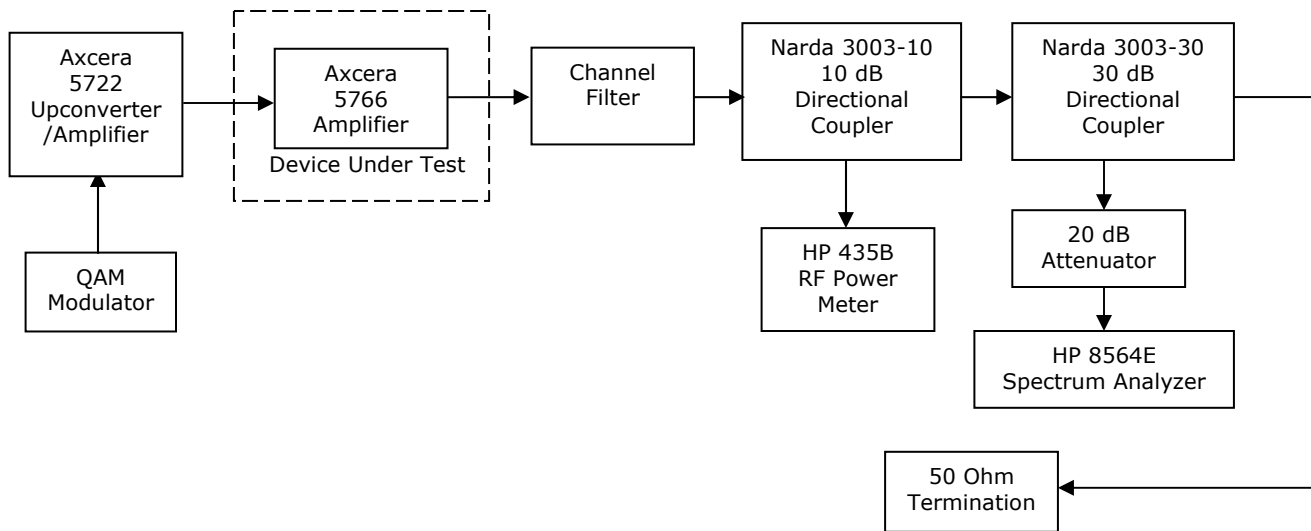 Axcera
5722
Upconverter
/Amplifier
Axcera
5766
Amplifier
Device Under Test
Channel
Filter
Narda 3003-10
10 dB
Directional
Coupler
Narda 3003-30
30 dB
Directional
Coupler
QAM
Modulator
HP 435B
RF Power
Meter
20 dB
Attenuator
HP 8564E
Spectrum Analyzer
50 Ohm
Termination